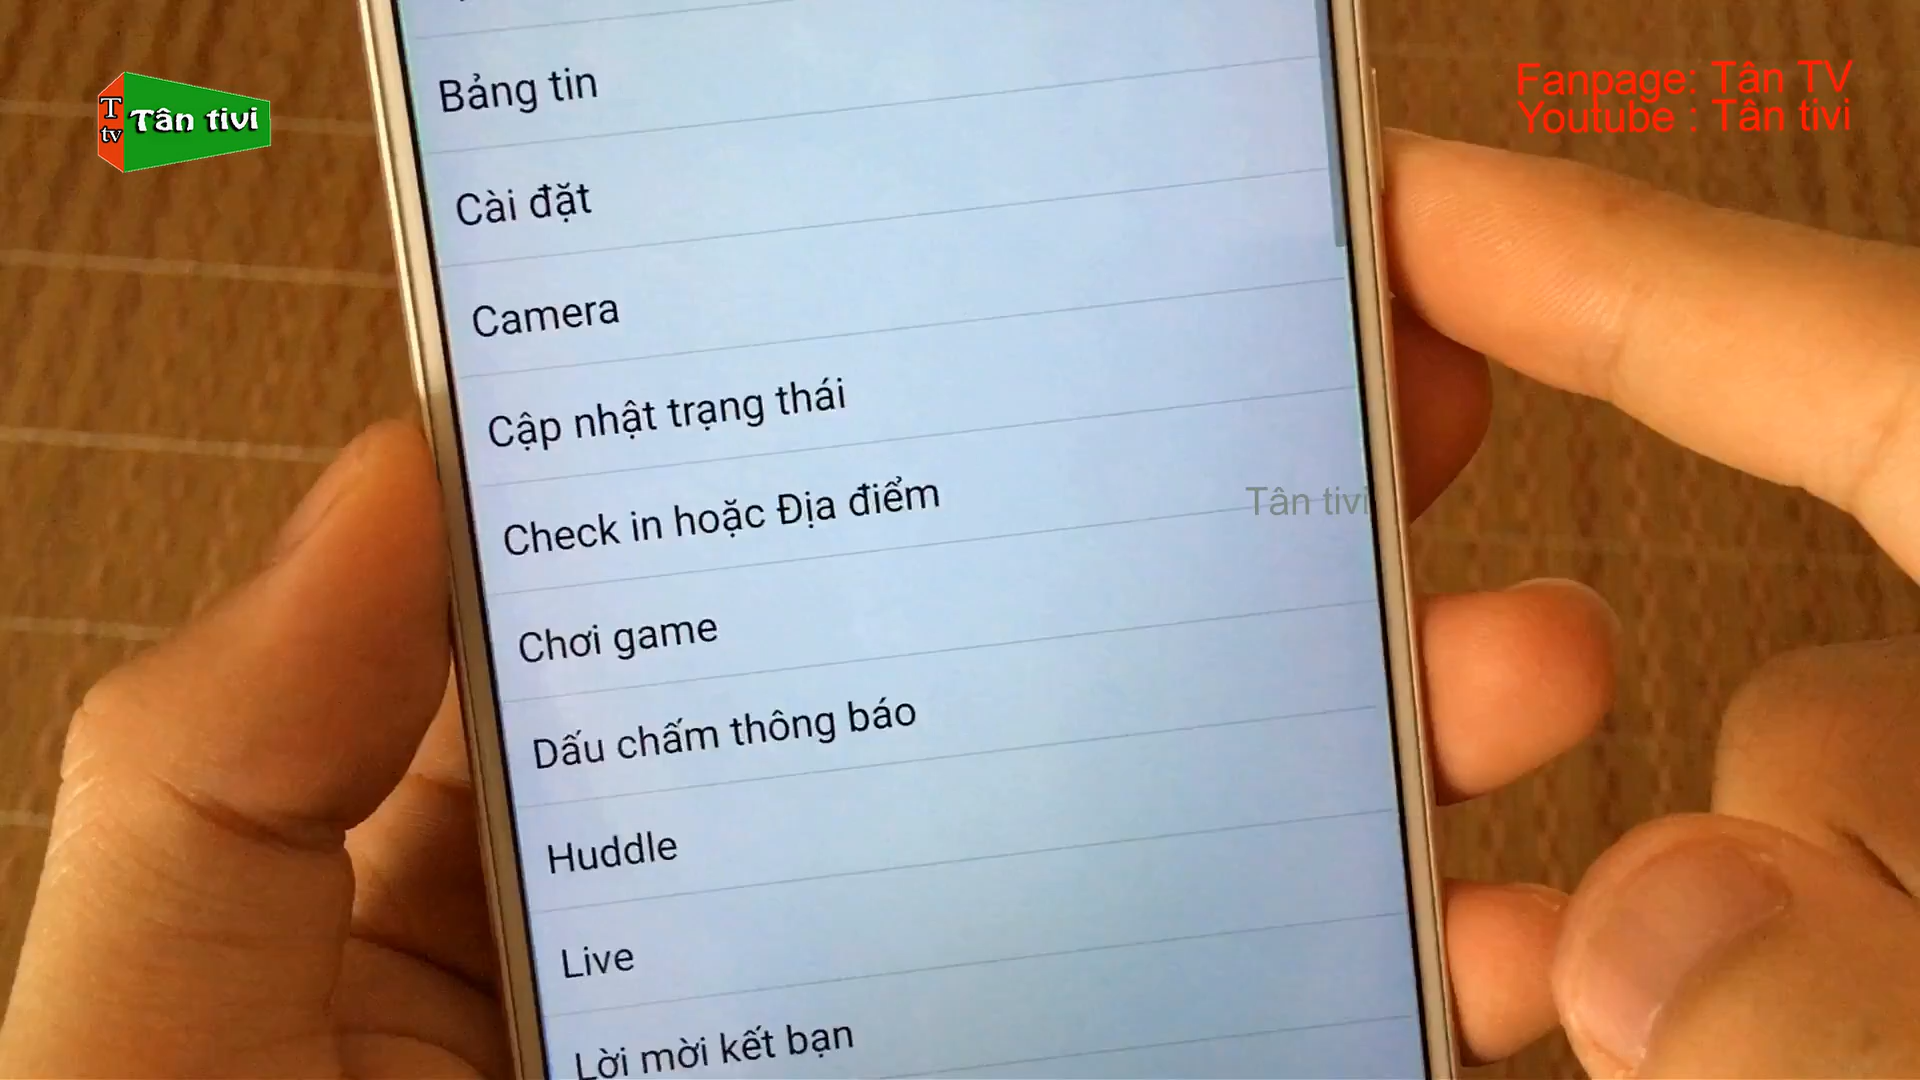 T
tv
Tân tivi
Fanpage: Tân TV
Youtube : Tân tivi
Bảng tin
Cài đặt
Camera
Cập nhật trạng thái
Check in hoặc Địa điểm
Tân tivi
Chơi game
Dấu chấm thông báo
Huddle
Live
Lời mời kết bạn